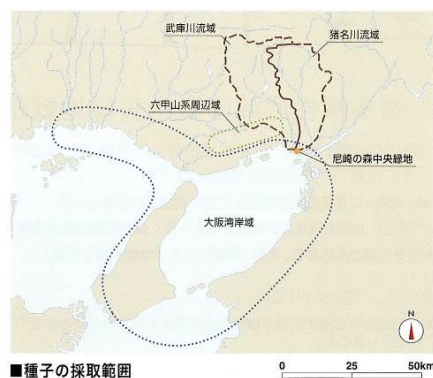 武庫川流域
猪名川流域
六甲山系周辺域
尼崎の森中央緑地
大阪湾岸域
N
■種子の採取範囲
0 25 50km